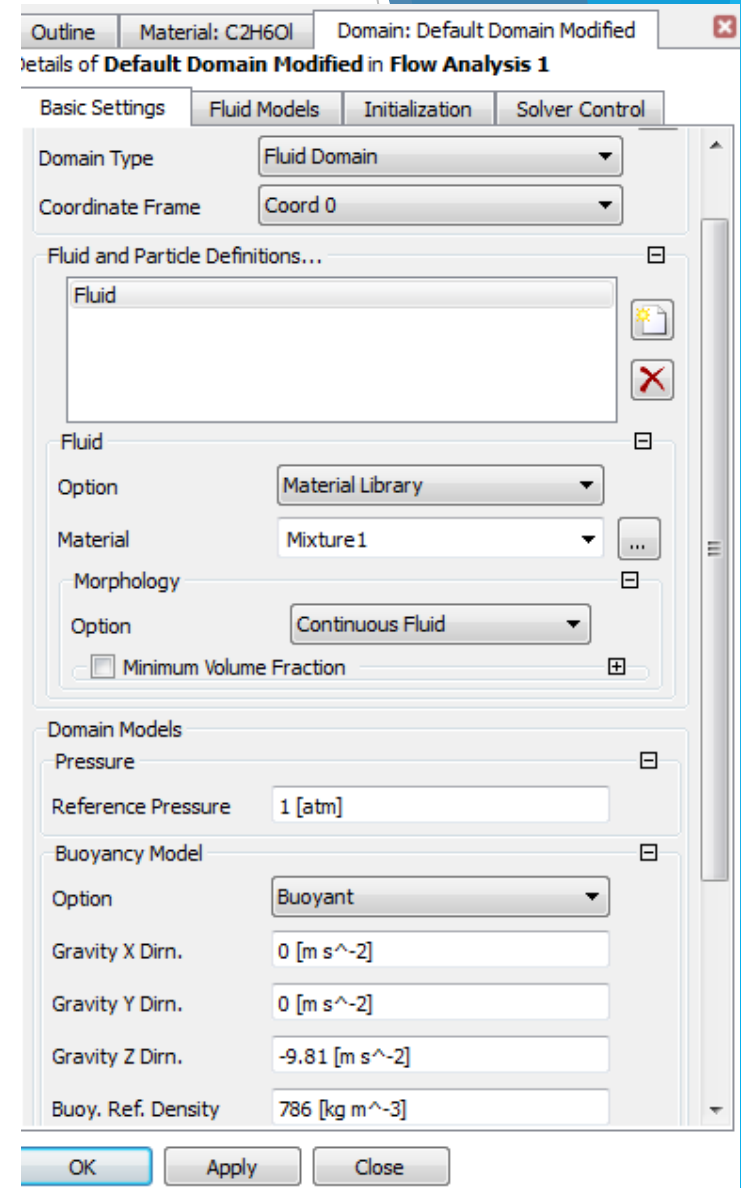 Outline Material: C2H6Ol Domain: Default Domain Modified
Details of Default Domain Modified in Flow Analysis 1
Basic Settings Fluid Models Initialization Solver Control
Domain Type Fluid Domain
Coordinate Frame Coord 0
Fluid and Particle Definitions...
Fluid
Fluid
Option Material Library
Material Mixture1 ...
Morphology
Option Continuous Fluid
Minimum Volume Fraction
Domain Models
Pressure
Reference Pressure 1 [atm]
Buoyancy Model
Option Buoyant
Gravity X Dirn. 0 [m s^-2]
Gravity Y Dirn. 0 [m s^-2]
Gravity Z Dirn. -9.81 [m s^-2]
Buoy. Ref. Density 786 [kg m^-3]
OK Apply Close